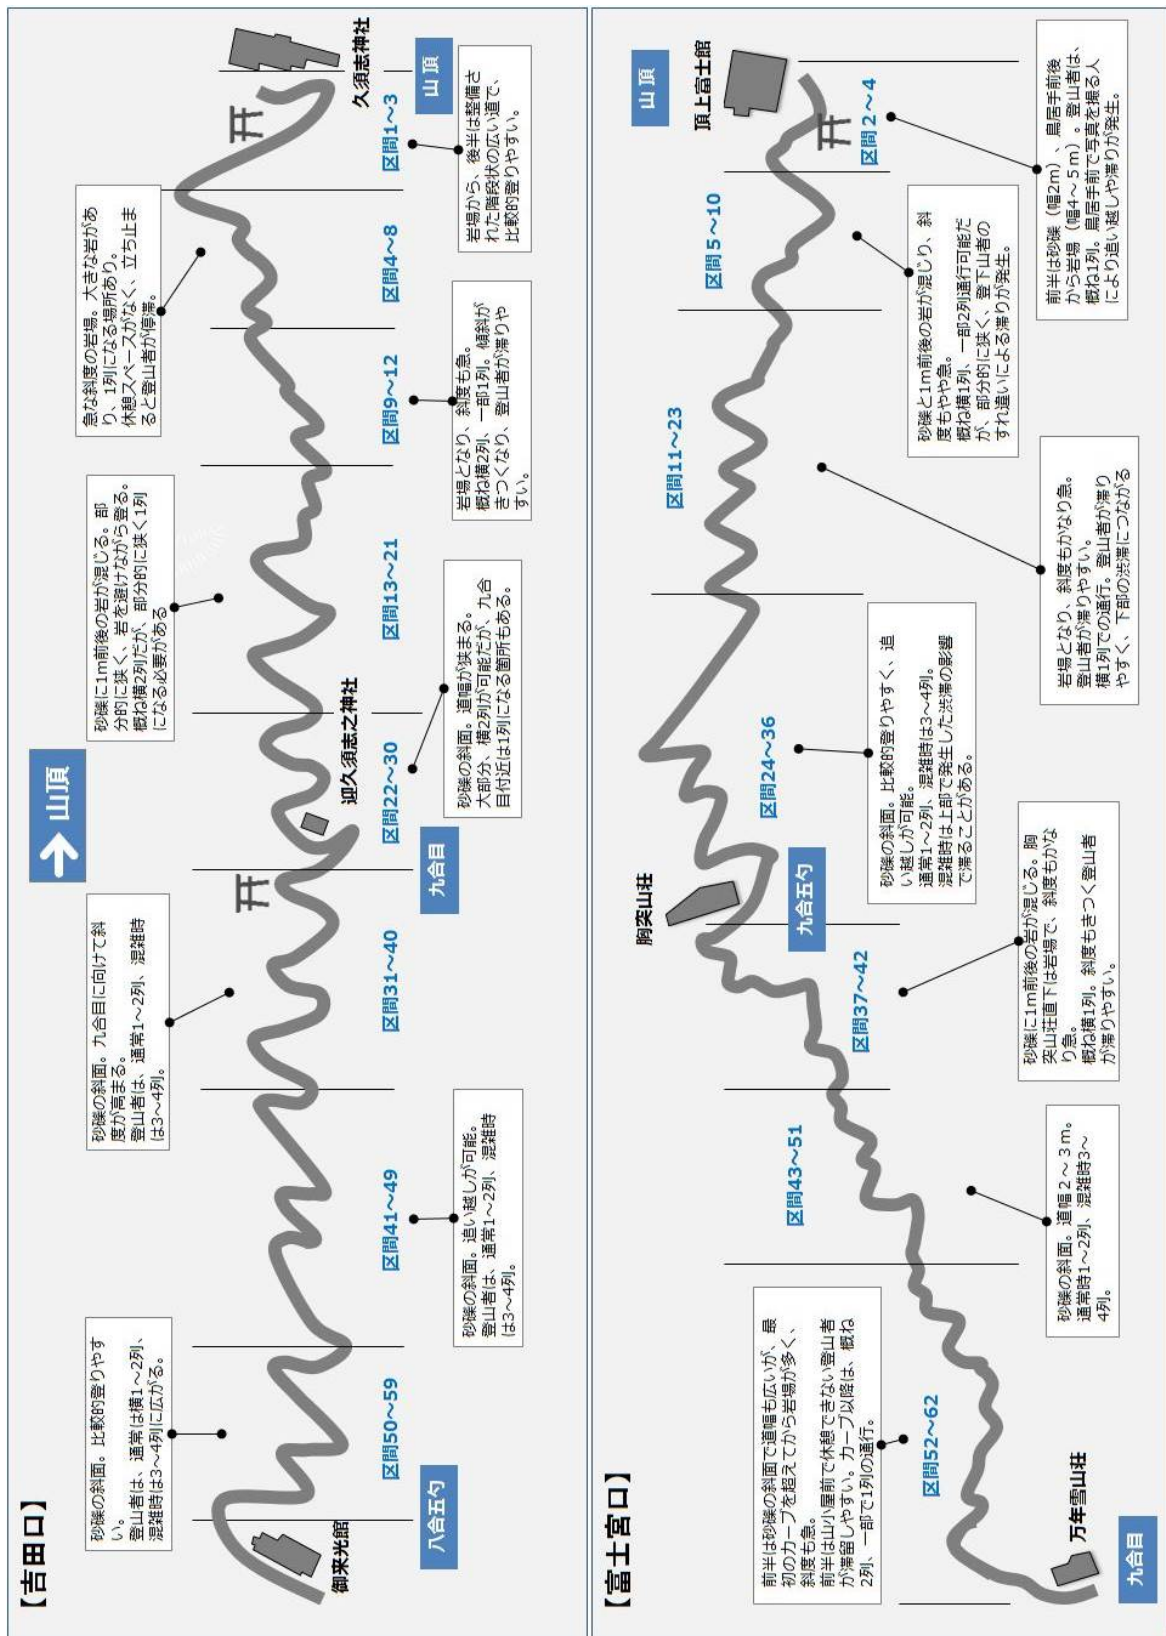 【吉田口】
→ 山頂
砂礫の斜面。比較的登りやす
い。
登山者は、通常は横1~2列、
混雑時は3~4列に広がる。
砂礫の斜面。九合目に向けて斜
度が高まる。
登山者は、通常1~2列、混雑時
は3~4列。
砂礫に1m前後の岩が混じる。部
分的に狭く、岩を避けながら登る。
概ね横2列だが、部分的に狭く1列
になる必要がある
急な斜度の岩場。大きな岩があ
り、1列になる場所あり。
休憩スペースがなく、立ち止ま
ると登山者が停滞。
御来光館
八合五勺
区間50~59
区間41~49
区間31~40
九合目
迎久須志之神社
区間22~30
区間13~21
区間9~12
区間4~8
区間1~3
久須志神社
山頂
砂礫の斜面。追い越しが可能。
登山者は、通常1~2列、混雑時
は3~4列。
砂礫の斜面。道幅が狭まる。
大部分、横2列が可能だが、九合
目付近は1列になる箇所もある。
岩場となり、斜度も急。
概ね横2列、一部1列。傾斜が
きつくなり、登山者が滞りや
すい。
岩場から、後半は整備さ
れた階段状の広い道で、
比較的登りやすい。
【富士宮口】
前半は砂礫の斜面で道幅も広いが、最
初のカーブを超えてから岩場が多く、
斜度も急。
前半は山小屋前で休憩できない登山者
が滞留しやすい。カーブ以降は、概ね
2列、一部で1列の通行。
万年雪山荘
九合目
区間52~62
区間43~51
区間37~42
胸突山荘
九合五勺
区間24~36
区間11~23
区間5~10
区間2~4
頂上富士館
山頂
砂礫の斜面。道幅2~3m。
通常時1~2列、混雑時3~
4列。
砂礫に1m前後の岩が混じる。胸
突山荘直下は岩場で、斜度もかな
り急。
概ね横1列。斜度もきつく登山者
が滞りやすい。
砂礫の斜面。比較的登りやすく、追
い越しが可能。
通常1~2列、混雑時は3~4列。
混雑時は上部で発生した渋滞の影響
で滞ることがある。
岩場となり、斜度もかなり急。
登山者が滞りやすい。
横1列での通行。登山者が滞り
やすく、下部の渋滞につながる
砂礫と1m前後の岩が混じり、斜
度もやや急。
概ね横1列、一部2列通行可能だ
が、部分的に狭く、登下山者の
すれ違いによる滞りが発生。
前半は砂礫(幅2m)、鳥居手前後
から岩場(幅4~5m)。登山者は、
概ね1列。鳥居手前で写真を撮る人
により追い越しや滞りが発生。